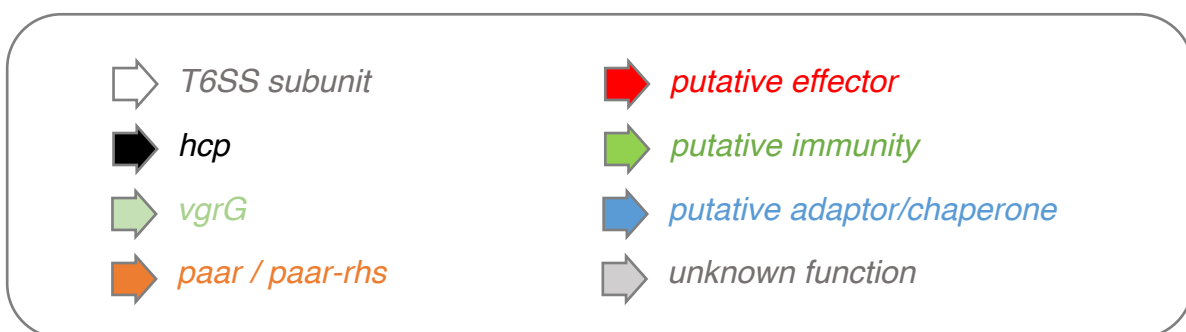 T6SS subunit
hcp
vgrG
paar / paar-rhs
putative effector
putative immunity
putative adaptor/chaperone
unknown function